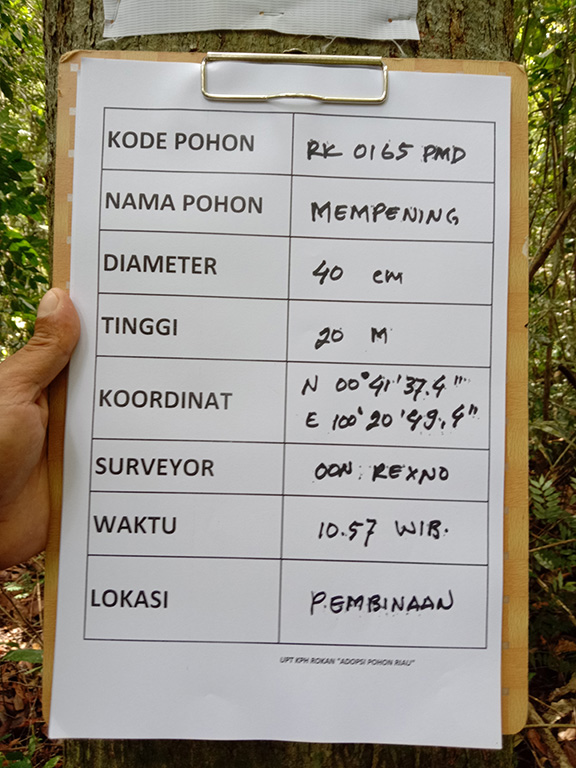 KODE POHON RK 0165 PMD
NAMA POHON MEMPENING
DIAMETER 40 cm
TINGGI 20 M
KOORDINAT N 00°41'37.4"
E 100°20'49.4"
SURVEYOR OON. REXNO
WAKTU 10.57 WIB.
LOKASI PEMBINAAN
UPT KPH ROKAN "ADOPSI POHON RIAU"